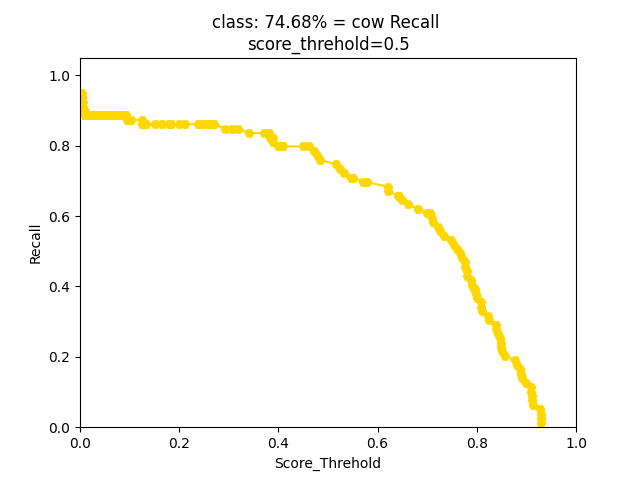 class: 74.68% = cow Recall
score_threhold=0.5
1.0
0.8
0.6
0.4
0.2
0.0
Recall
0.0 0.2 0.4 0.6 0.8 1.0
Score_Threhold